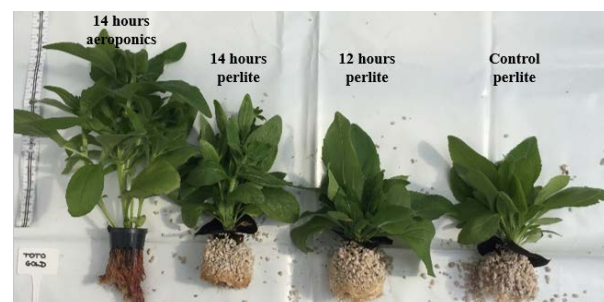 14 hours
aeroponics
14 hours
perlite
12 hours
perlite
Control
perlite
TOTO
GOLD